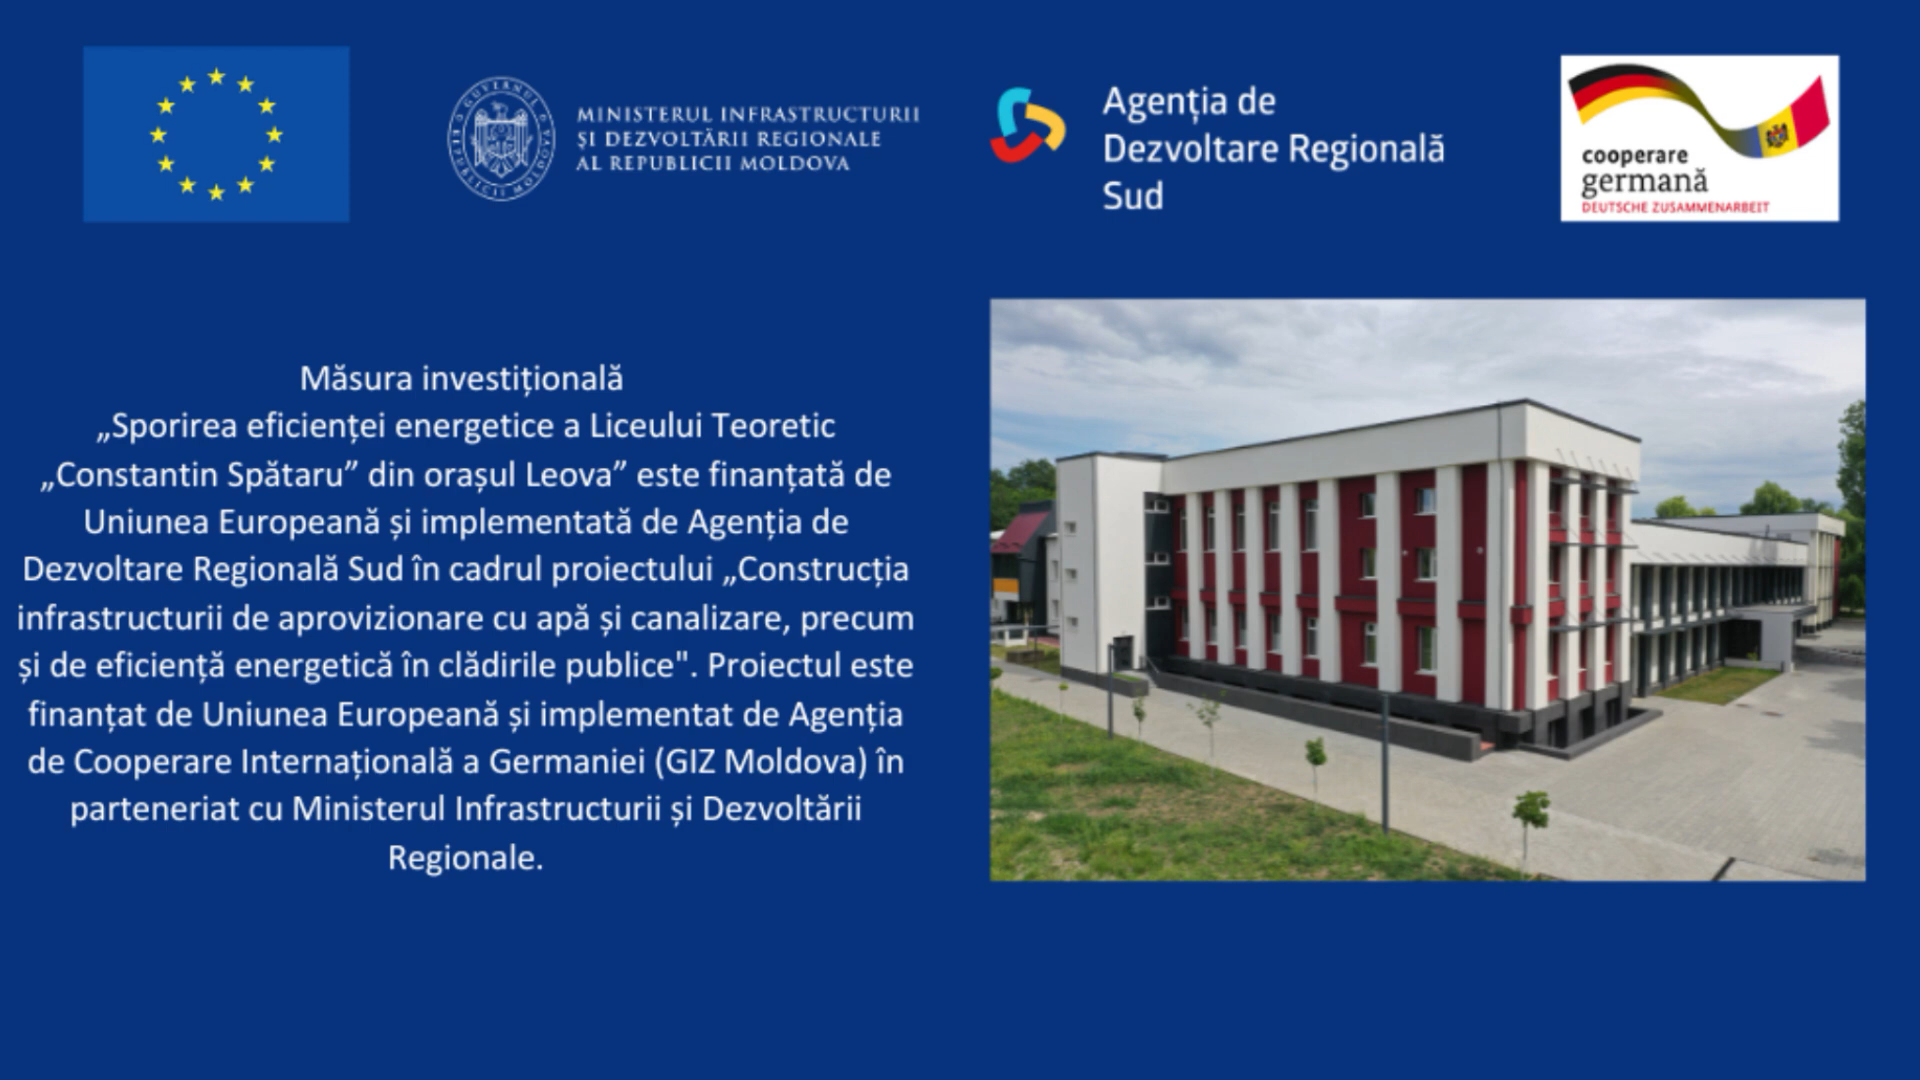 MINISTERUL INFRASTRUCTURII
ȘI DEZVOLTĂRII REGIONALE
AL REPUBLICII MOLDOVA
Agenția de
Dezvoltare Regională
Sud
cooperare
germană
DEUTSCHE ZUSAMMENARBEIT
Măsura investițională
„Sporirea eficienței energetice a Liceului Teoretic
„Constantin Spătaru” din orașul Leova” este finanțată de
Uniunea Europeană și implementată de Agenția de
Dezvoltare Regională Sud în cadrul proiectului „Construcția
infrastructurii de aprovizionare cu apă și canalizare, precum
și de eficiență energetică în clădirile publice". Proiectul este
finanțat de Uniunea Europeană și implementat de Agenția
de Cooperare Internațională a Germaniei (GIZ Moldova) în
parteneriat cu Ministerul Infrastructurii și Dezvoltării
Regionale.